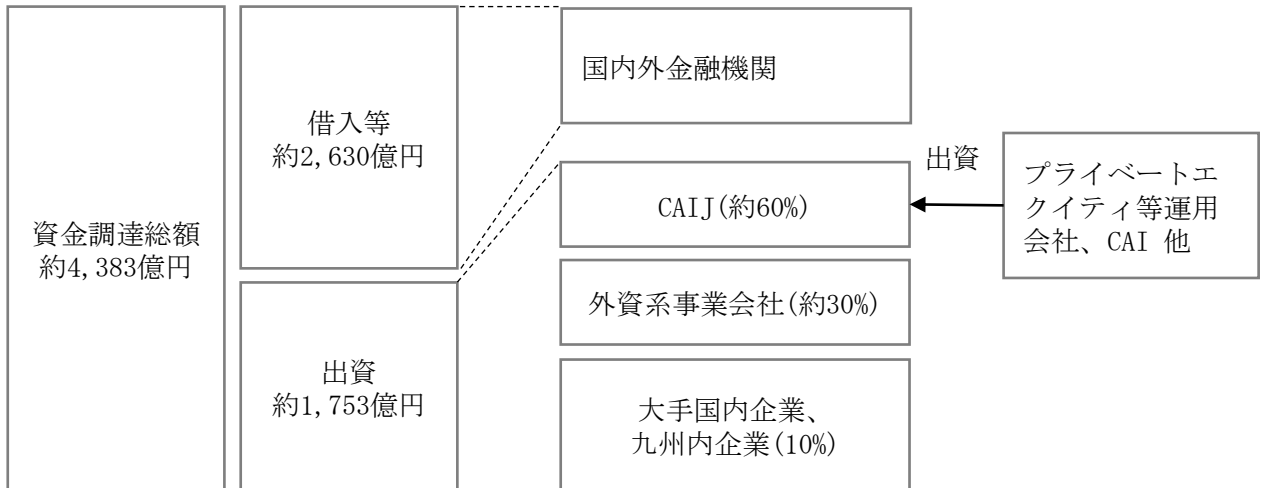 資金調達総額
約4,383億円
借入等
約2,630億円
出資
約1,753億円
国内外金融機関
CAIJ(約60%)
外資系事業会社(約30%)
大手国内企業、
九州内企業(10%)
出資
プライベートエ
クイティ等運用
会社、CAI 他